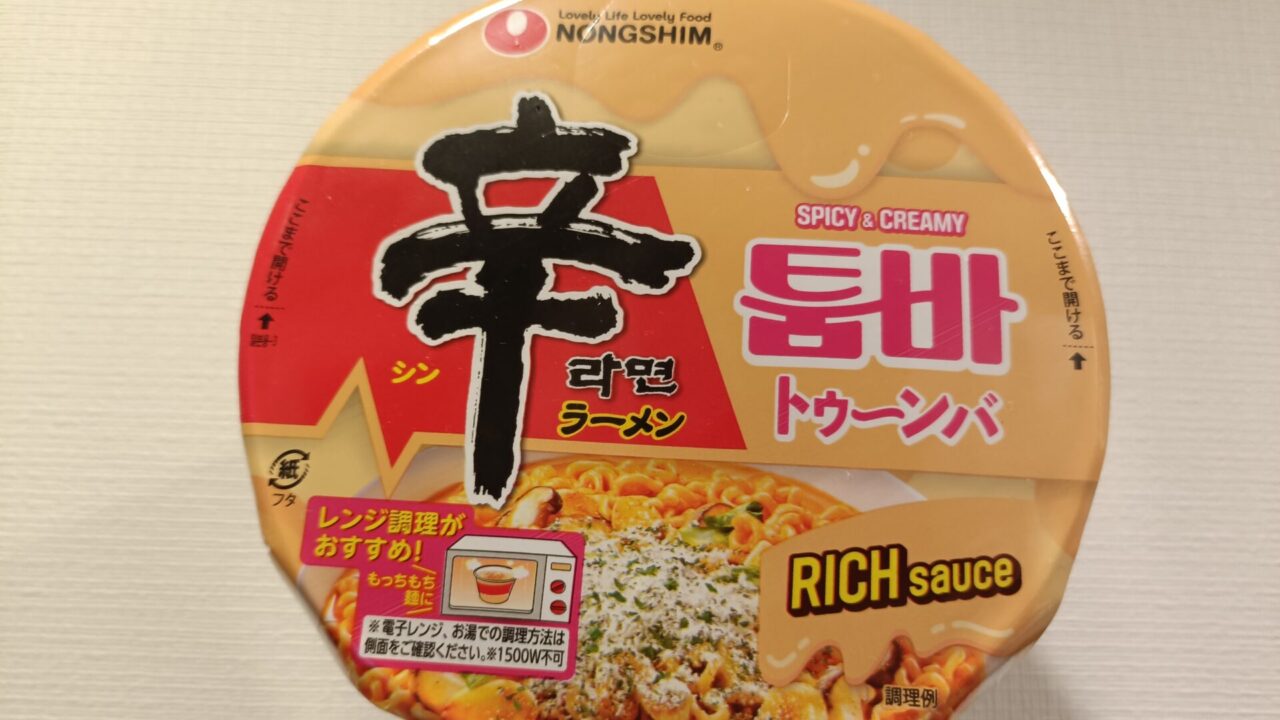 Lovely Life Lovely Food
NONGSHIM®
辛
シン
라면
ラーメン
SPICY & CREAMY
툼바
トゥーンバ
ここまで開ける
ここまで開ける
紙
フタ
レンジ調理が
おすすめ!
もっちもち
麺に
※電子レンジ、お湯での調理方法は
側面をご確認ください。※1500W不可
RICH sauce
調理例